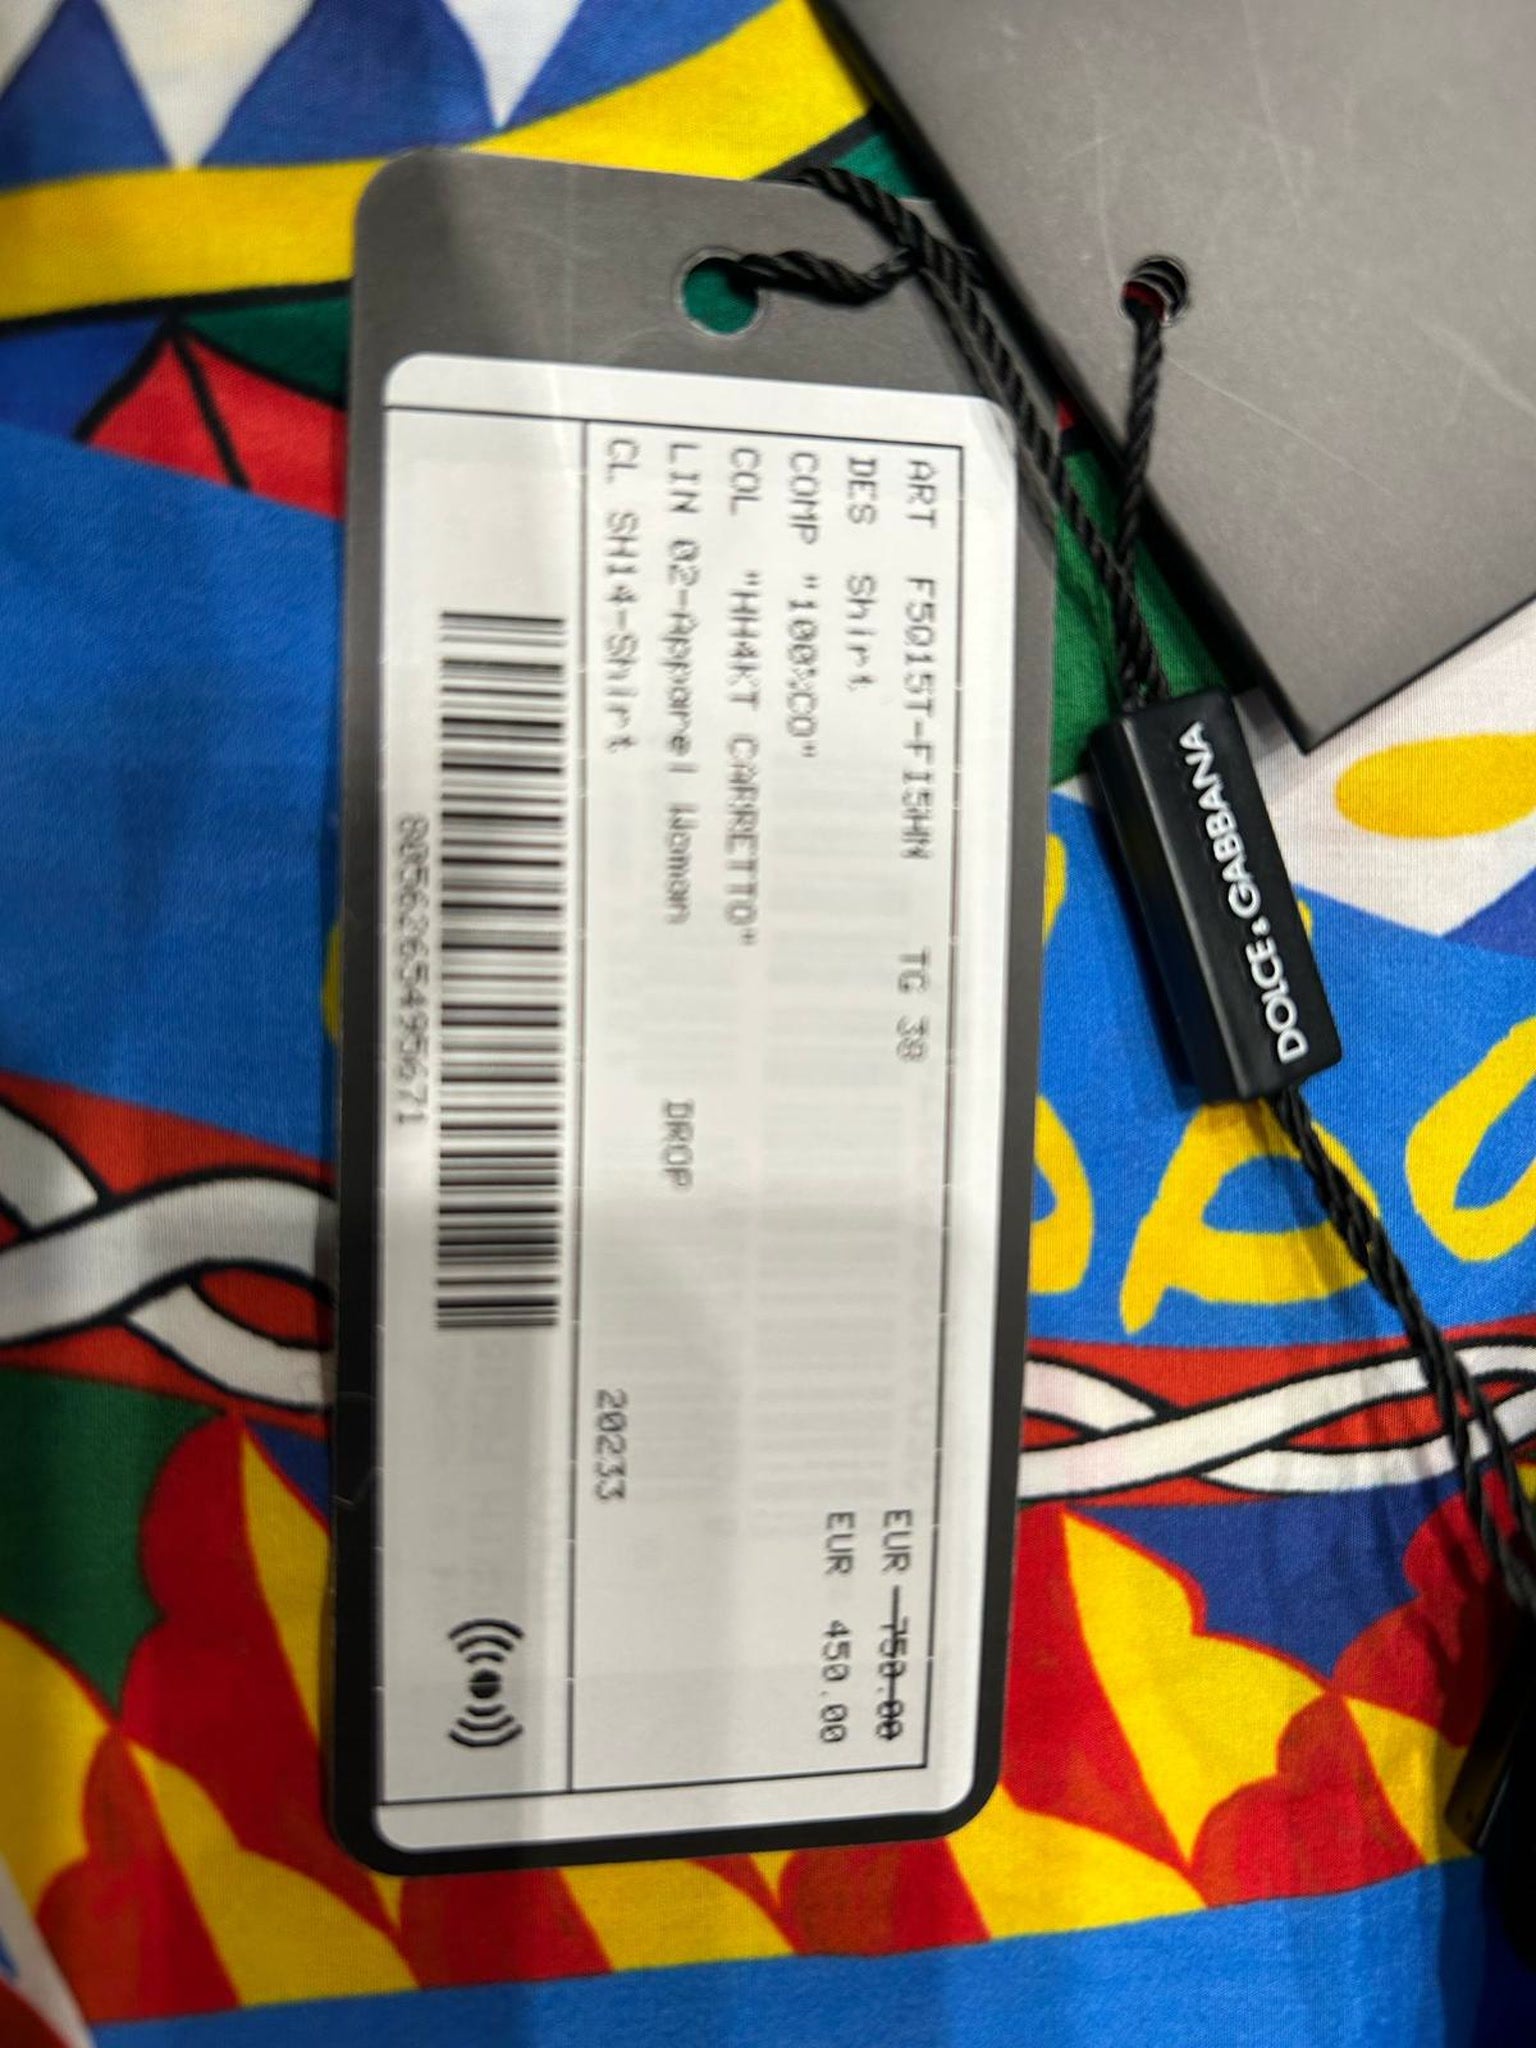 ART F5015T-FI5HN TG 38
DES Shirt
COMP "100%CO"
COL "HH4KT CARRETTO"
LIN 02-Apparel Woman DROP
CL SH14-Shirt 20233
EUR 750.00
EUR 450.00
8056265495671
DOLCE & GABBANA